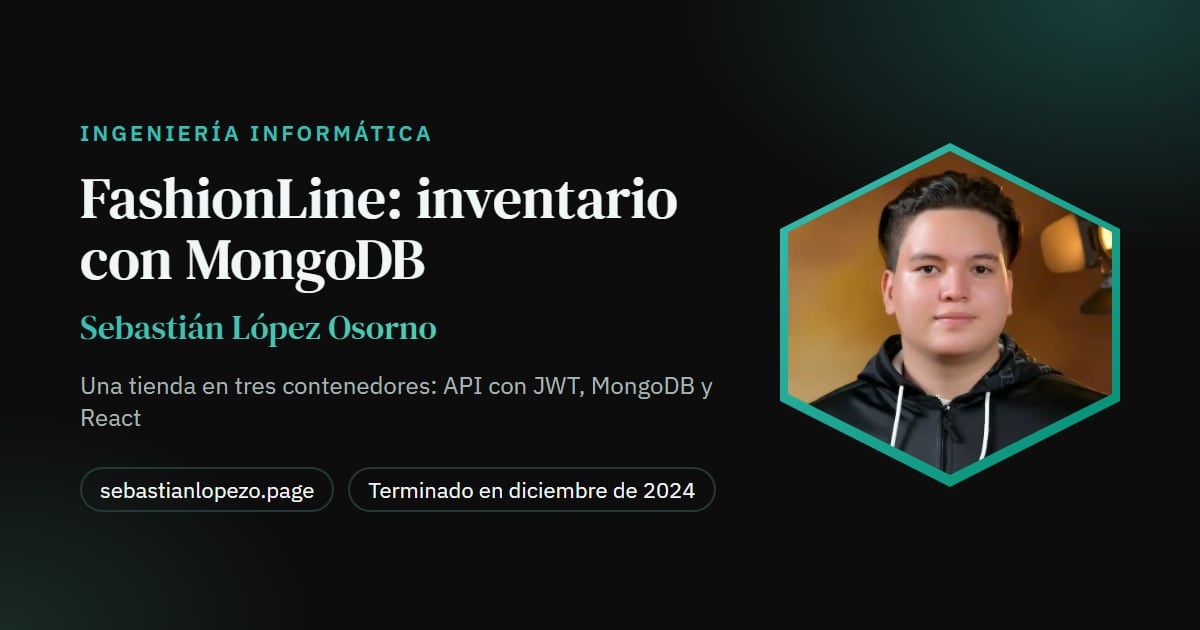 INGENIERÍA INFORMÁTICA
FashionLine: inventario
con MongoDB
Sebastián López Osorno
Una tienda en tres contenedores: API con JWT, MongoDB y
React
sebastianlopezo.page
Terminado en diciembre de 2024